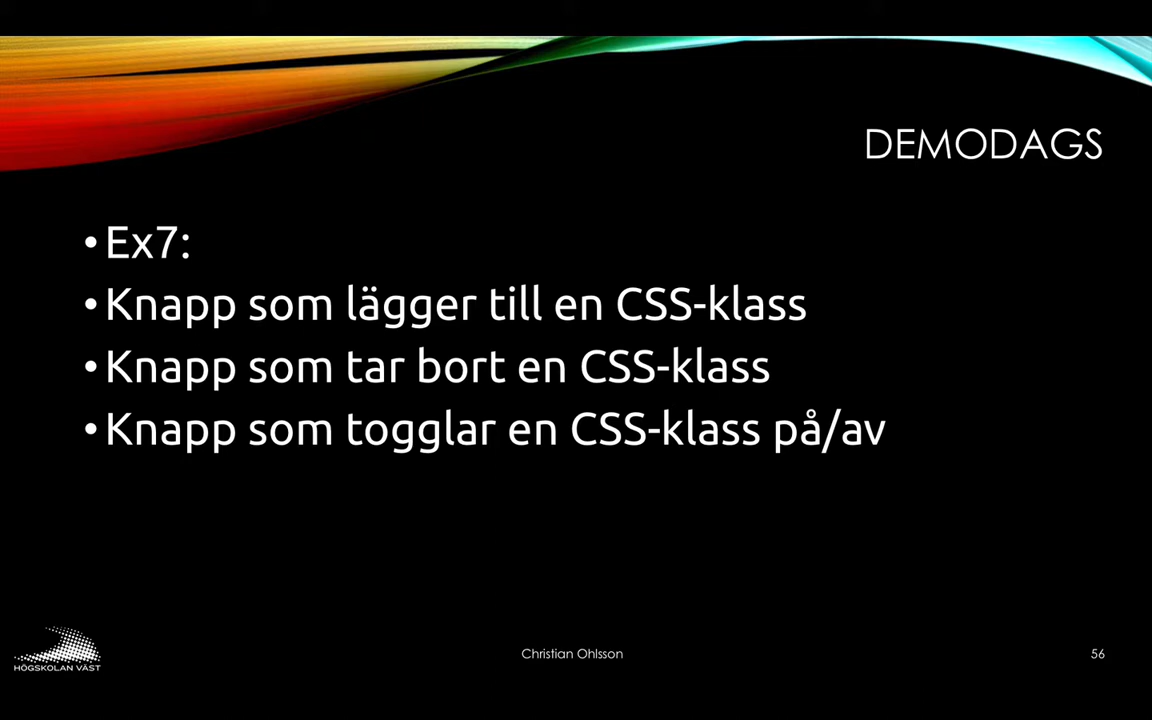 DEMODAGS
•Ex7:
•Knapp som lägger till en CSS-klass
•Knapp som tar bort en CSS-klass
•Knapp som togglar en CSS-klass på/av
HÖGSKOLAN VÄST
Christian Ohlsson
56